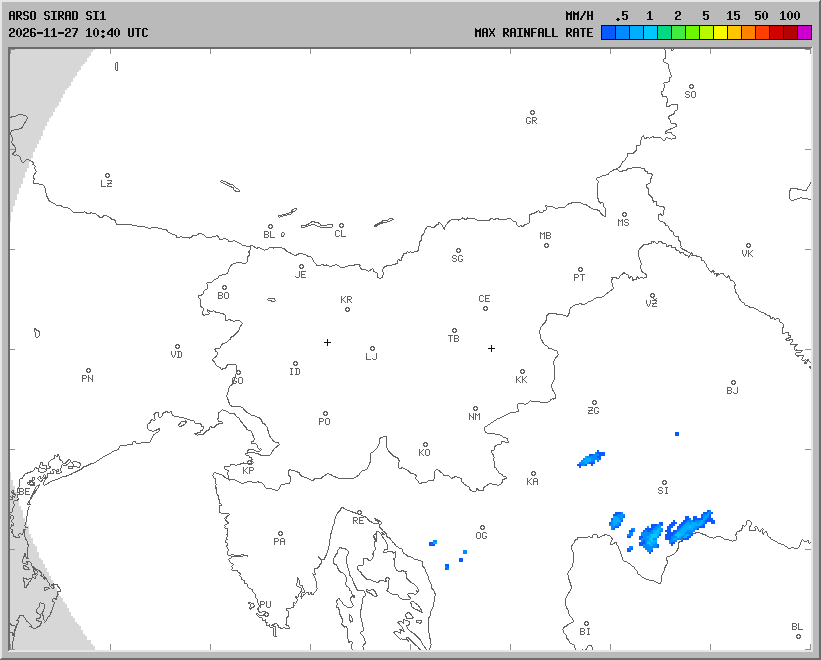 ARSO SIRAD SI1
2026-11-27 10:40 UTC
MM/H .5 1 2 5 15 50 100
MAX RAINFALL RATE
SO
GR
LZ
MS
BL
CL
MB
VK
SG
JE
PT
BO
KR
CE
VZ
TB
VD
LJ
ID
PN
GO
KK
BJ
ZG
NM
PO
KO
KP
KA
SI
BE
RE
OG
PA
PU
BI
BL